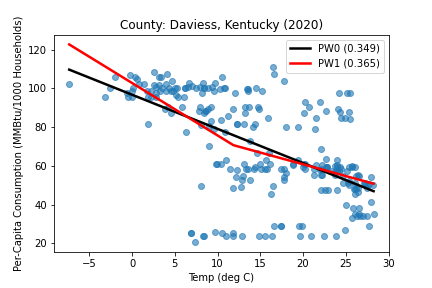 County: Daviess, Kentucky (2020)
Per-Capita Consumption (MMBtu/1000 Households)
120
100
80
60
40
20
PW0 (0.349)
PW1 (0.365)
−5 0 5 10 15 20 25 30
Temp (deg C)